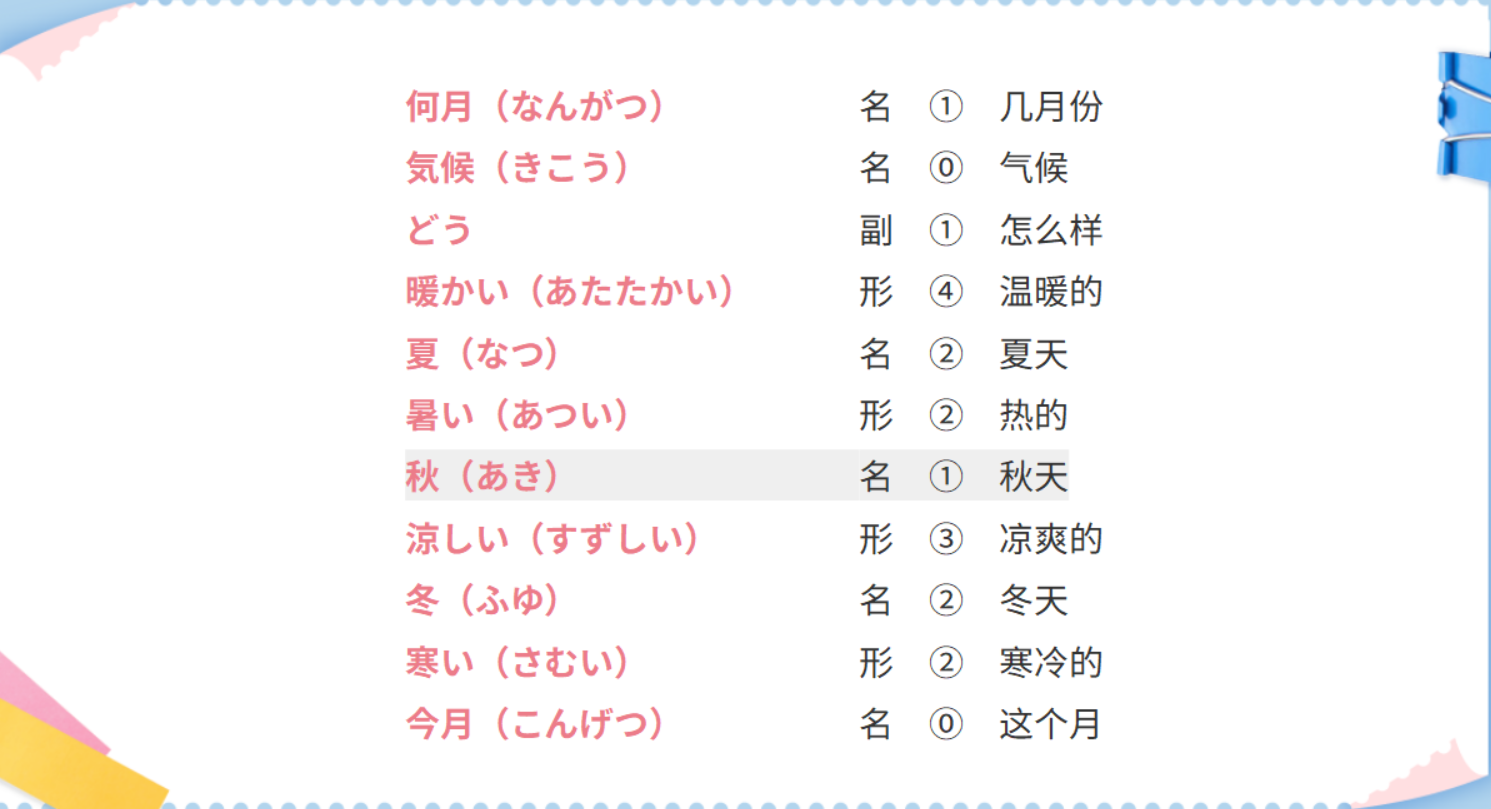 何月（なんがつ） 名 ① 几月份
気候（きこう） 名 ⓪ 气候
どう 副 ① 怎么样
暖かい（あたたかい） 形 ④ 温暖的
夏（なつ） 名 ② 夏天
暑い（あつい） 形 ② 热的
秋（あき） 名 ① 秋天
涼しい（すずしい） 形 ③ 凉爽的
冬（ふゆ） 名 ② 冬天
寒い（さむい） 形 ② 寒冷的
今月（こんげつ） 名 ⓪ 这个月